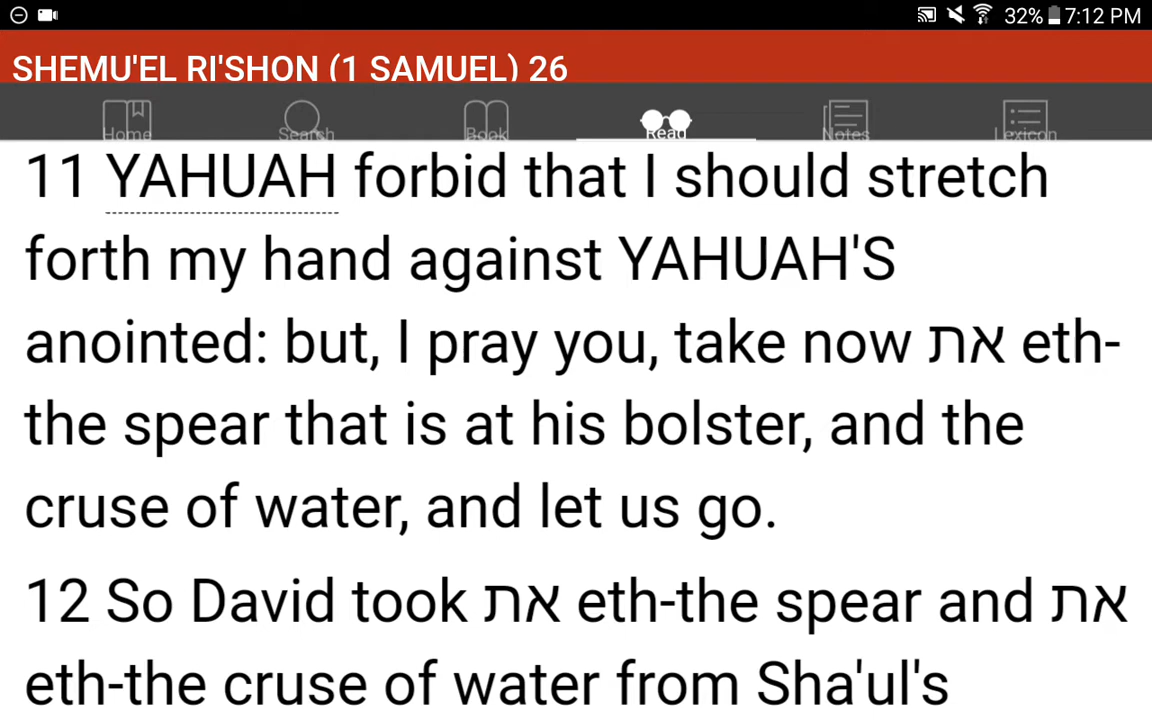 32% 7:12 PM
SHEMU'EL RI'SHON (1 SAMUEL) 26
Home Search Book Read Notes Lexicon
11 YAHUAH forbid that I should stretch
forth my hand against YAHUAH'S
anointed: but, I pray you, take now את eth-
the spear that is at his bolster, and the
cruse of water, and let us go.
12 So David took את eth-the spear and את
eth-the cruse of water from Sha'ul's